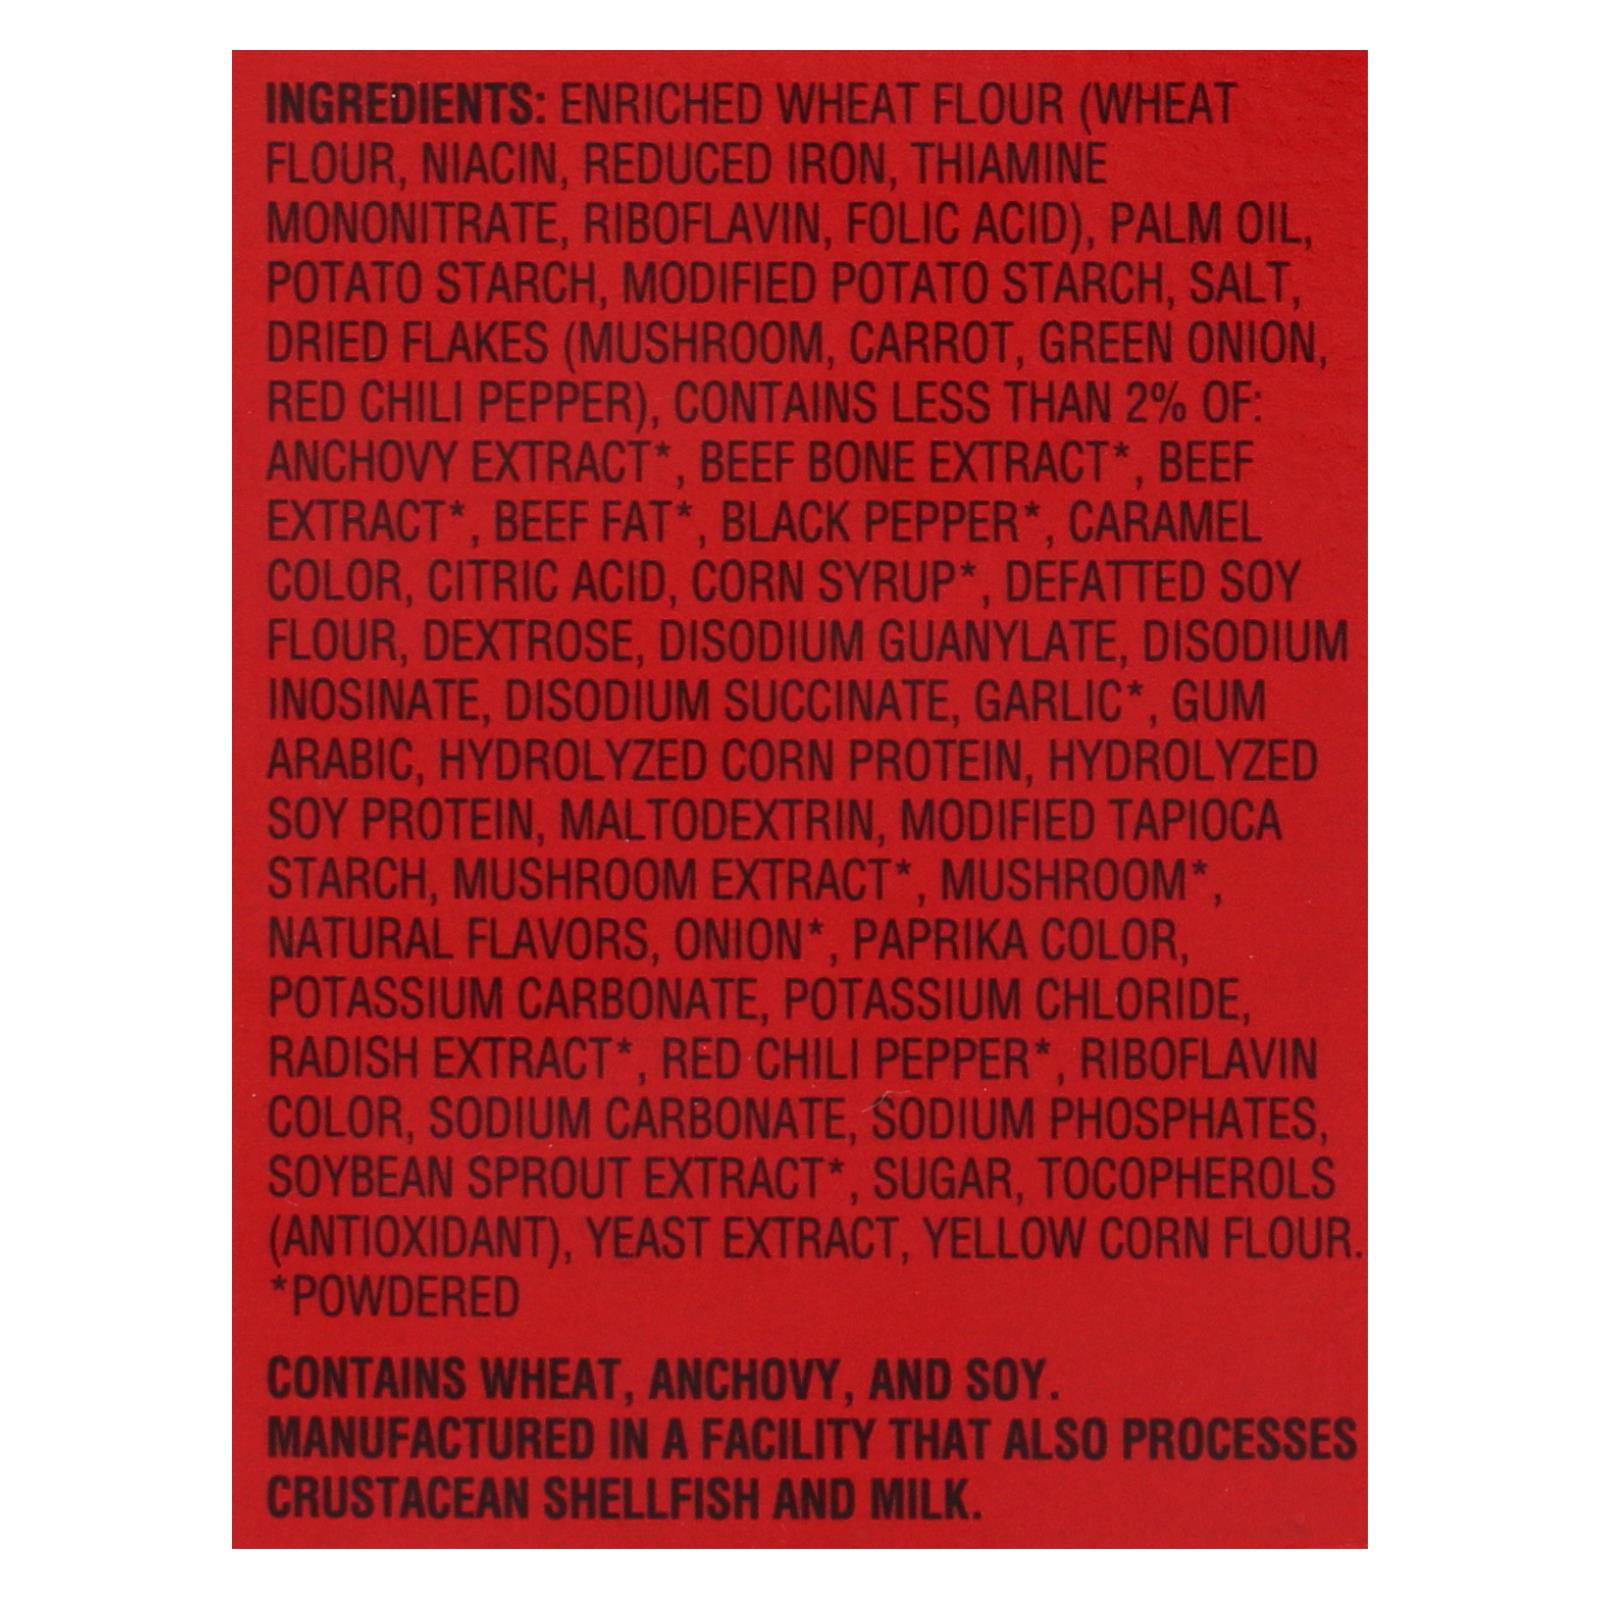 INGREDIENTS: ENRICHED WHEAT FLOUR (WHEAT
FLOUR, NIACIN, REDUCED IRON, THIAMINE
MONONITRATE, RIBOFLAVIN, FOLIC ACID), PALM OIL,
POTATO STARCH, MODIFIED POTATO STARCH, SALT,
DRIED FLAKES (MUSHROOM, CARROT, GREEN ONION,
RED CHILI PEPPER), CONTAINS LESS THAN 2% OF:
ANCHOVY EXTRACT*, BEEF BONE EXTRACT*, BEEF
EXTRACT*, BEEF FAT*, BLACK PEPPER*, CARAMEL
COLOR, CITRIC ACID, CORN SYRUP*, DEFATTED SOY
FLOUR, DEXTROSE, DISODIUM GUANYLATE, DISODIUM
INOSINATE, DISODIUM SUCCINATE, GARLIC*, GUM
ARABIC, HYDROLYZED CORN PROTEIN, HYDROLYZED
SOY PROTEIN, MALTODEXTRIN, MODIFIED TAPIOCA
STARCH, MUSHROOM EXTRACT*, MUSHROOM*,
NATURAL FLAVORS, ONION*, PAPRIKA COLOR,
POTASSIUM CARBONATE, POTASSIUM CHLORIDE,
RADISH EXTRACT*, RED CHILI PEPPER*, RIBOFLAVIN
COLOR, SODIUM CARBONATE, SODIUM PHOSPHATES,
SOYBEAN SPROUT EXTRACT*, SUGAR, TOCOPHEROLS
(ANTIOXIDANT), YEAST EXTRACT, YELLOW CORN FLOUR.
*POWDERED
CONTAINS WHEAT, ANCHOVY, AND SOY.
MANUFACTURED IN A FACILITY THAT ALSO PROCESSES
CRUSTACEAN SHELLFISH AND MILK.